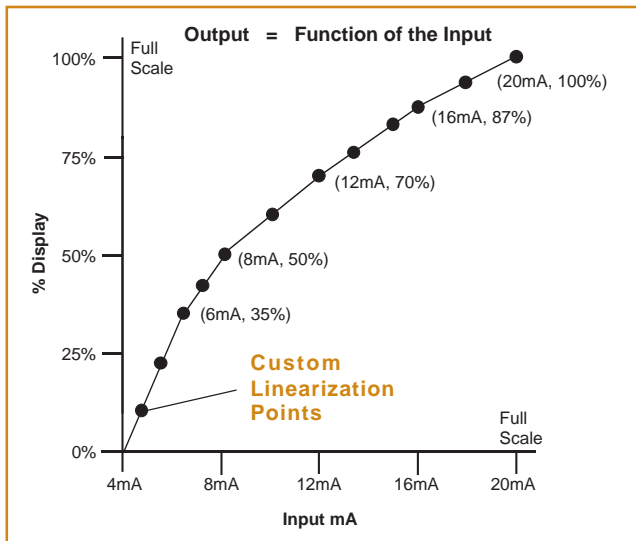 Output = Function of the Input
Full
Scale
100%
(20mA, 100%)
(16mA, 87%)
75%
(12mA, 70%)
% Display
50%
(8mA, 50%)
(6mA, 35%)
25%
Custom
Linearization
Points
Full
Scale
0%
4mA
8mA
12mA
16mA
20mA
Input mA